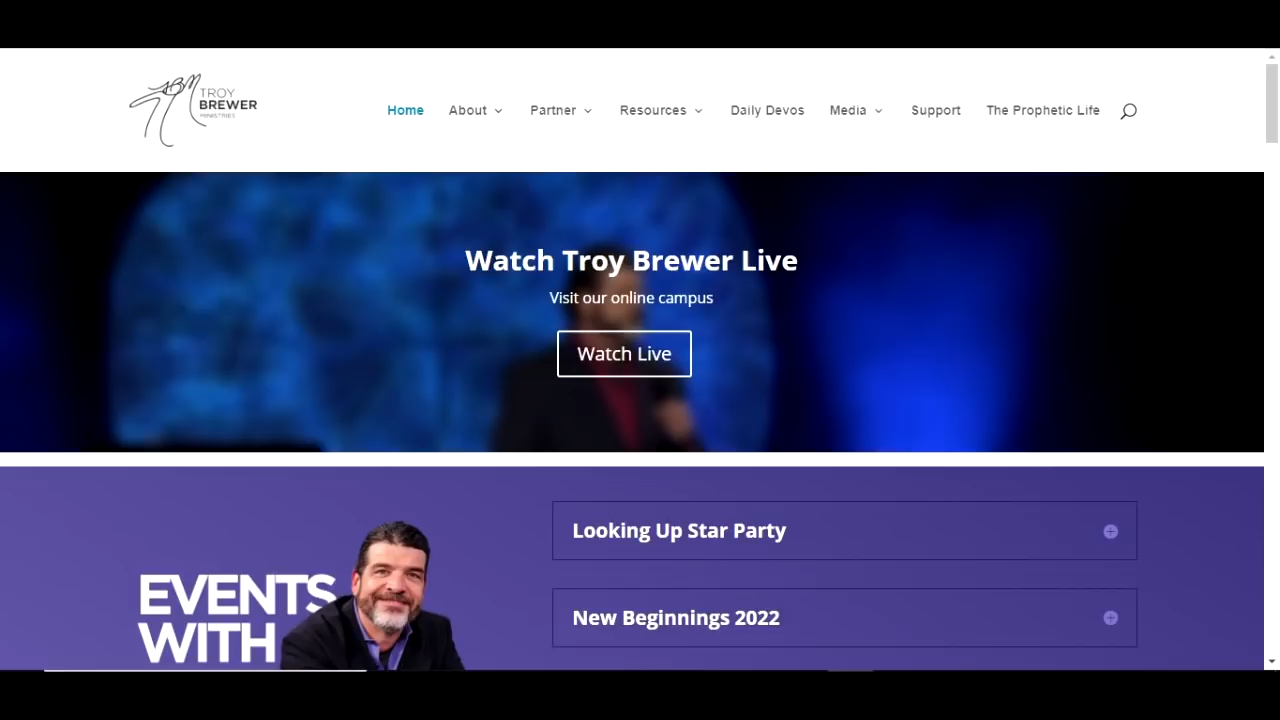 TROY
BREWER
MINISTRIES
Home
About
Partner
Resources
Daily Devos
Media
Support
The Prophetic Life
Watch Troy Brewer Live
Visit our online campus
Watch Live
EVENTS
WITH
Looking Up Star Party
New Beginnings 2022